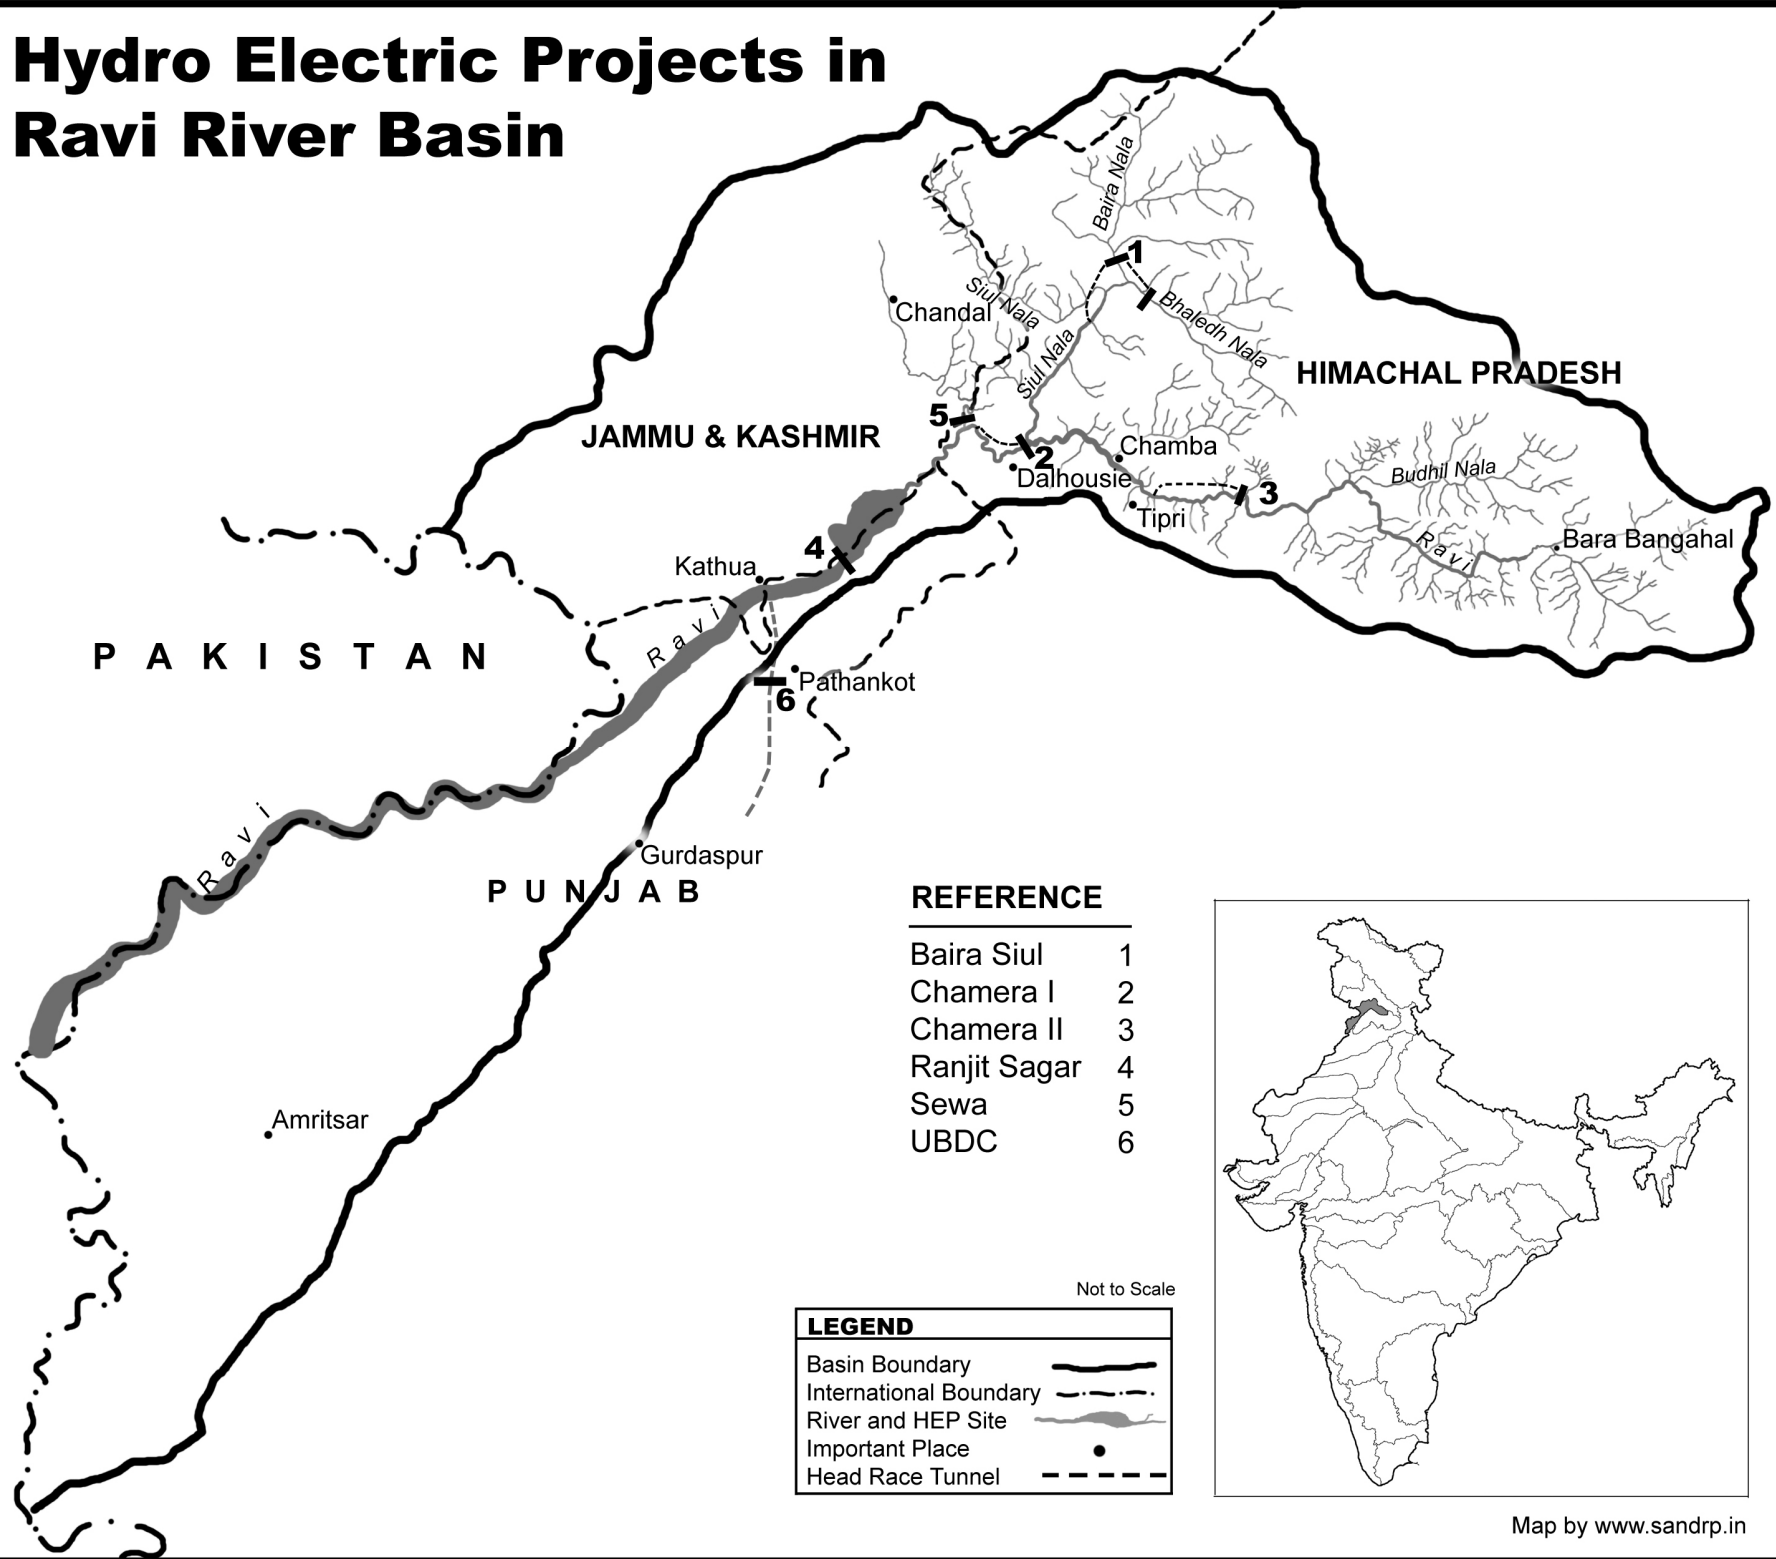 Hydro Electric Projects in
Ravi River Basin
Baira Nala
1
Siul Nala
Chandal
Bhaledh Nala
Siul Nala
HIMACHAL PRADESH
5
JAMMU & KASHMIR
2
Chamba
Dalhousie
Budhil Nala
3
Tipri
Ravi
Bara Bangahal
4
Kathua
Ravi
PAKISTAN
Pathankot
6
Ravi
Gurdaspur
PUNJAB
Amritsar
REFERENCE
Baira Siul 1
Chamera I 2
Chamera II 3
Ranjit Sagar 4
Sewa 5
UBDC 6
Not to Scale
LEGEND
Basin Boundary
International Boundary
River and HEP Site
Important Place
Head Race Tunnel
Map by www.sandrp.in